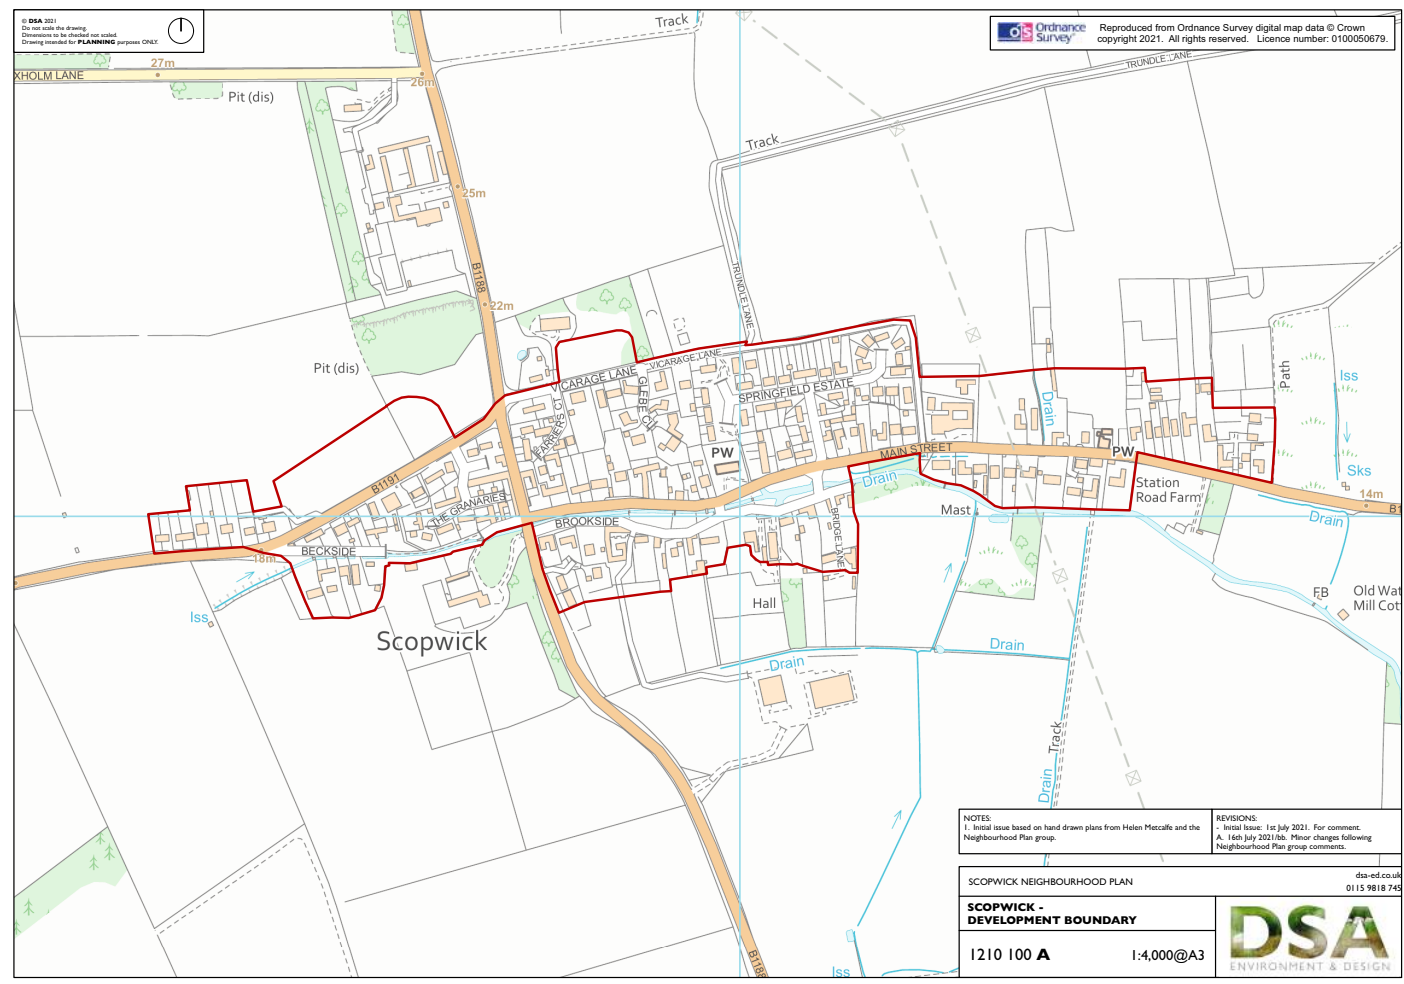 © DSA 2021
Do not scale the drawing.
Dimensions to be checked not scaled.
Drawing intended for PLANNING purposes ONLY.
Ordnance
Survey
Reproduced from Ordnance Survey digital map data © Crown
copyright 2021. All rights reserved. Licence number: 0100050679.
Track
27m
XHOLM LANE
26m
Pit (dis)
TRUNDLE LANE
Track
25m
B1188
22m
TRUNDLE LANE
Pit (dis)
VICARAGE LANE
VICARAGE LANE
GLEBE CL
SPRINGFIELD ESTATE
FARRIERS CT
Path
Iss
Drain
PW
MAIN STREET
PW
Sks
B1191
Drain
Station
Road Farm
14m
B1
THE GRANARIES
BROOKSIDE
BRIDGE LANE
Mast
Drain
BECKSIDE
18m
Iss
Hall
FB
Old Wat
Mill Cot
Scopwick
Drain
Drain
Track
Drain
B1188
Iss
NOTES:
1. Initial issue based on hand drawn plans from Helen Metcalfe and the
Neighbourhood Plan group.
REVISIONS:
- Initial Issue: 1st July 2021. For comment.
A. 16th July 2021/bb. Minor changes following
Neighbourhood Plan group comments.
SCOPWICK NEIGHBOURHOOD PLAN
dsa-ed.co.uk
0115 9818 745
SCOPWICK -
DEVELOPMENT BOUNDARY
1210 100 A
1:4,000@A3
DSA
ENVIRONMENT & DESIGN